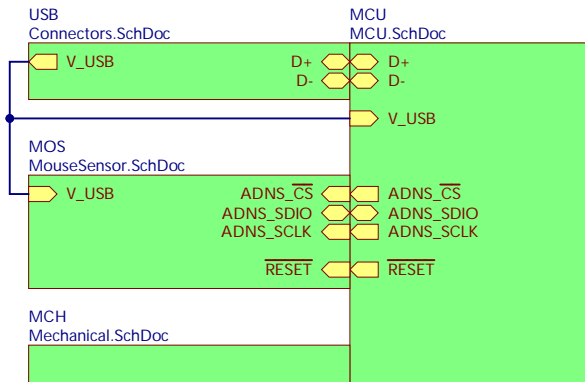 USB
Connectors.SchDoc
MCU
MCU.SchDoc
V_USB
D+
D+
D-
D-
V_USB
MOS
MouseSensor.SchDoc
V_USB
ADNS_CS
ADNS_CS
ADNS_SDIO
ADNS_SDIO
ADNS_SCLK
ADNS_SCLK
RESET
RESET
MCH
Mechanical.SchDoc